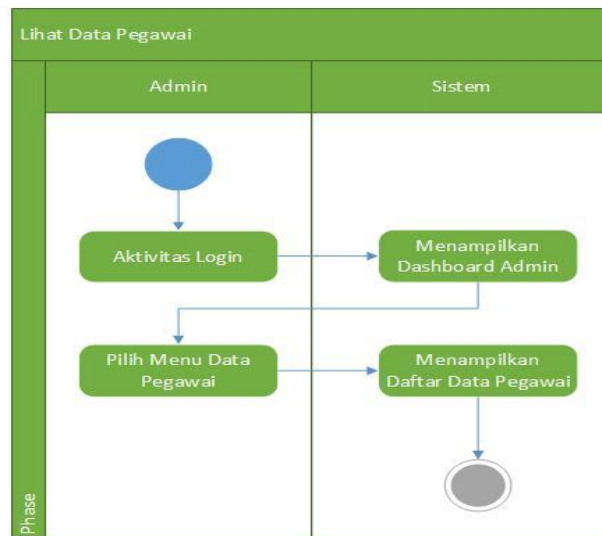 Lihat Data Pegawai
Admin
Sistem
Aktivitas Login
Menampilkan
Dashboard Admin
Pilih Menu Data
Pegawai
Menampilkan
Daftar Data Pegawai
Phase